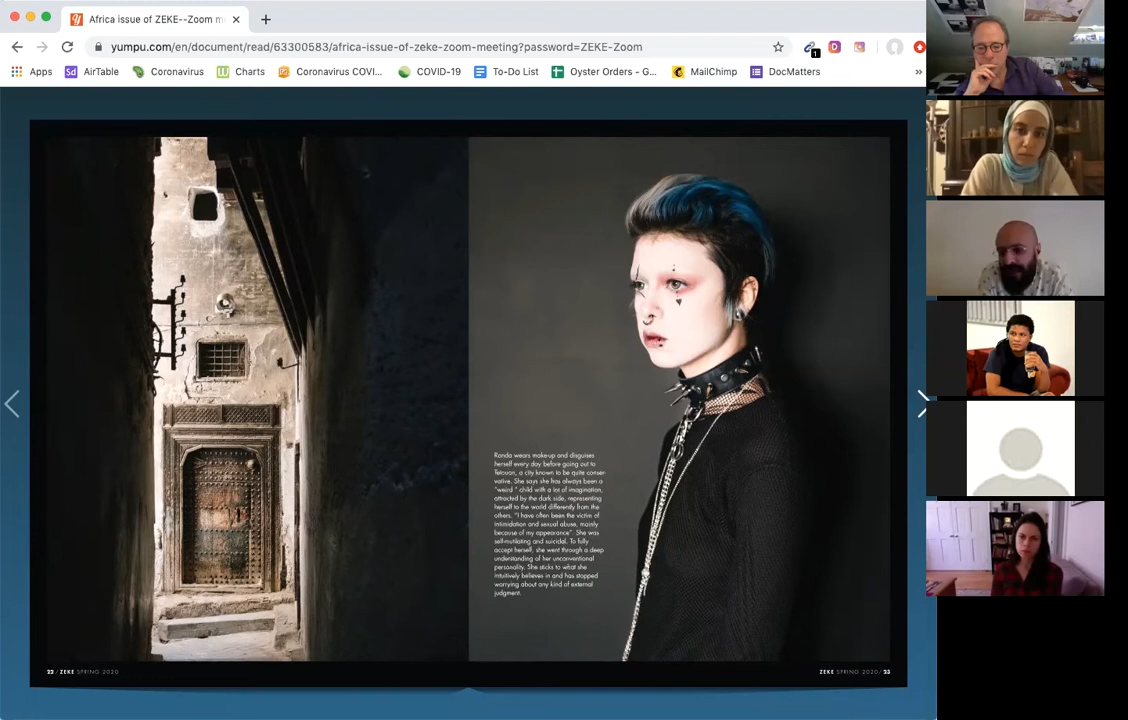 Africa issue of ZEKE--Zoom m
yumpu.com/en/document/read/63300583/africa-issue-of-zeke-zoom-meeting?password=ZEKE-Zoom
1
D
Apps
Sd AirTable
Coronavirus
Charts
Coronavirus COVI...
COVID-19
To-Do List
Oyster Orders - G...
MailChimp
DocMatters
»
Randa wears make-up and disguises
herself every day before going out to
Tetouan, a city known to be quite conser-
vative. She says she has always been a
"weird " child with a lot of imagination,
attracted by the dark side, representing
herself to the world differently from the
others. "I have often been the victim of
intimidation and sexual abuse, mainly
because of my appearance". She was
self-mutilating and suicidal. To fully
accept herself, she went through a deep
understanding of her unconventional
personality. She sticks to what she
intuitively believes in and has stopped
worrying about any kind of external
judgment.
22 / ZEKE SPRING 2020
ZEKE SPRING 2020/ 23